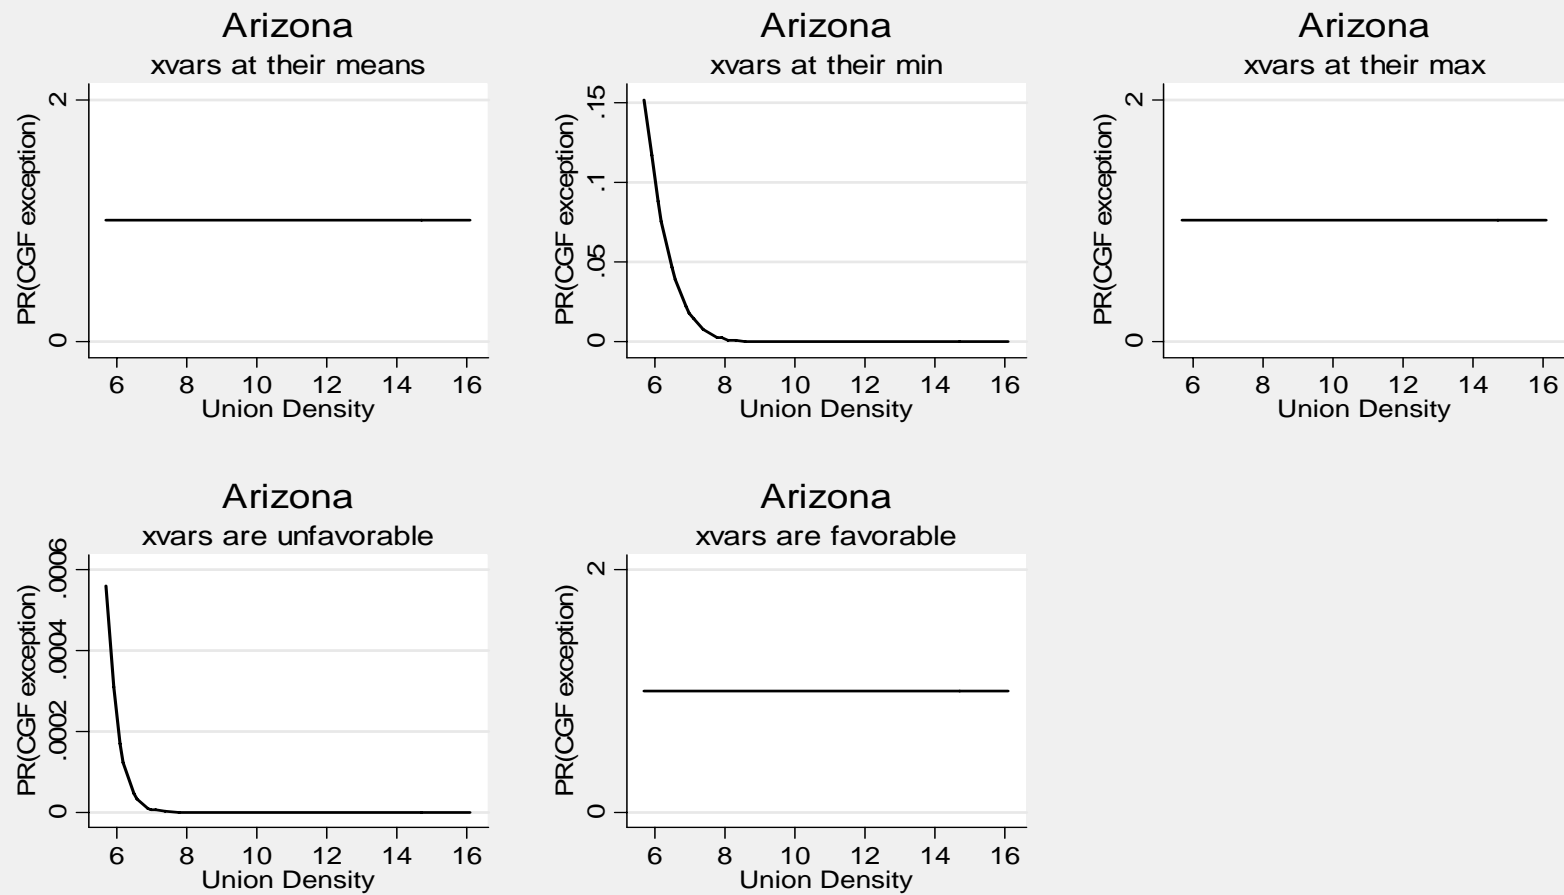 Arizona
xvars at their means
PR(CGF exception)
2
0
6 8 10 12 14 16
Union Density
Arizona
xvars at their min
PR(CGF exception)
.15
.1
.05
0
6 8 10 12 14 16
Union Density
Arizona
xvars at their max
PR(CGF exception)
2
0
6 8 10 12 14 16
Union Density
Arizona
xvars are unfavorable
PR(CGF exception)
.0006
.0004
.0002
0
6 8 10 12 14 16
Union Density
Arizona
xvars are favorable
PR(CGF exception)
2
0
6 8 10 12 14 16
Union Density